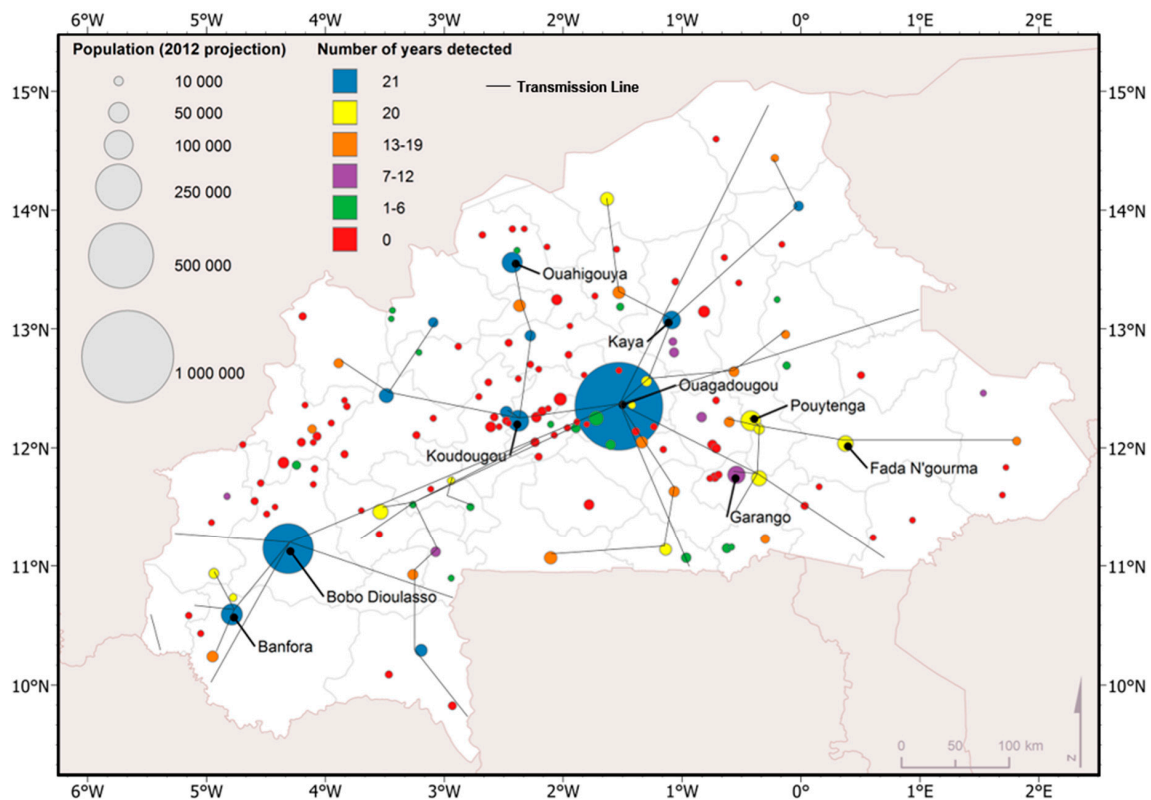 6°W 5°W 4°W 3°W 2°W 1°W 0° 1°E 2°E
Population (2012 projection)
10 000
50 000
100 000
250 000
500 000
1 000 000
Number of years detected
21
20
13-19
7-12
1-6
0
Transmission Line
15°N 15°N
14°N 14°N
Ouahigouya
13°N 13°N
Kaya
Ouagadougou
Pouytenga
12°N 12°N
Koudougou
Fada N'gourma
Garango
11°N 11°N
Bobo Dioulasso
Banfora
10°N 10°N
0 50 100 km
N
6°W 5°W 4°W 3°W 2°W 1°W 0° 1°E 2°E